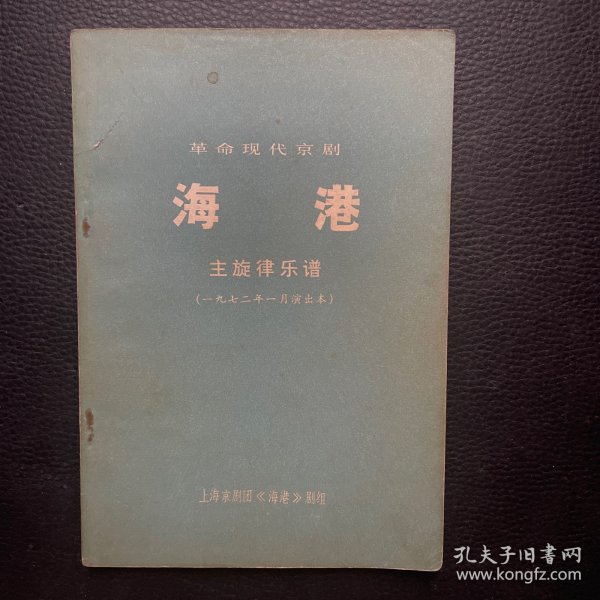 革命现代京剧
海港
主旋律乐谱
(一九七二年一月演出本)
上海京剧团《海港》剧组
孔夫子旧书网
www.kongfz.com